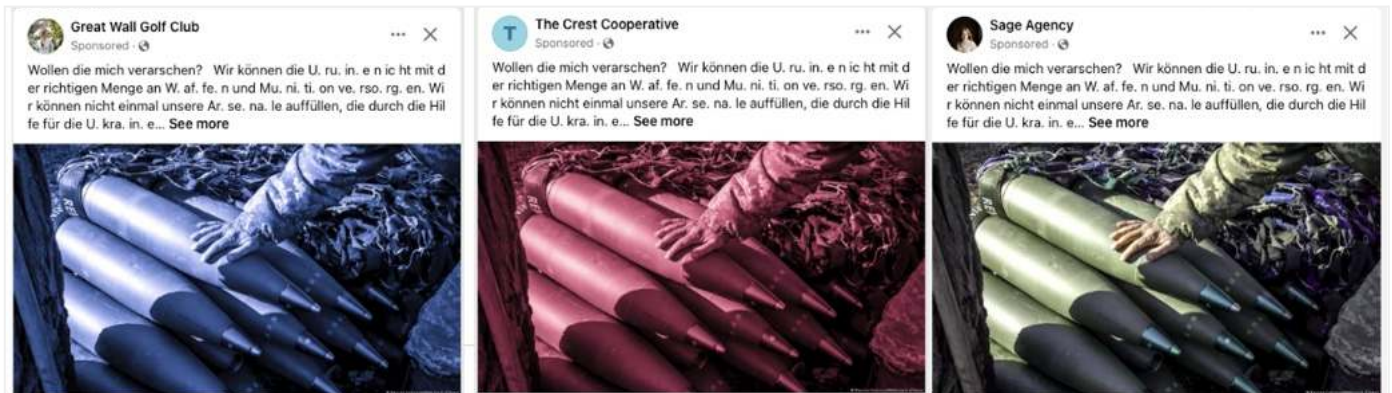 Great Wall Golf Club
Sponsored ·
Wollen die mich verarschen? Wir können die U. ru. in. e n ic ht mit d
er richtigen Menge an W. af. fe. n und Mu. ni. ti. on ve. rso. rg. en. Wi
r können nicht einmal unsere Ar. se. na. le auffüllen, die durch die Hil
fe für die U. kra. in. e... See more
The Crest Cooperative
T
Sponsored ·
Wollen die mich verarschen? Wir können die U. ru. in. e n ic ht mit d
er richtigen Menge an W. af. fe. n und Mu. ni. ti. on ve. rso. rg. en. Wi
r können nicht einmal unsere Ar. se. na. le auffüllen, die durch die Hil
fe für die U. kra. in. e... See more
Sage Agency
Sponsored ·
Wollen die mich verarschen? Wir können die U. ru. in. e n ic ht mit d
er richtigen Menge an W. af. fe. n und Mu. ni. ti. on ve. rso. rg. en. Wi
r können nicht einmal unsere Ar. se. na. le auffüllen, die durch die Hil
fe für die U. kra. in. e... See more